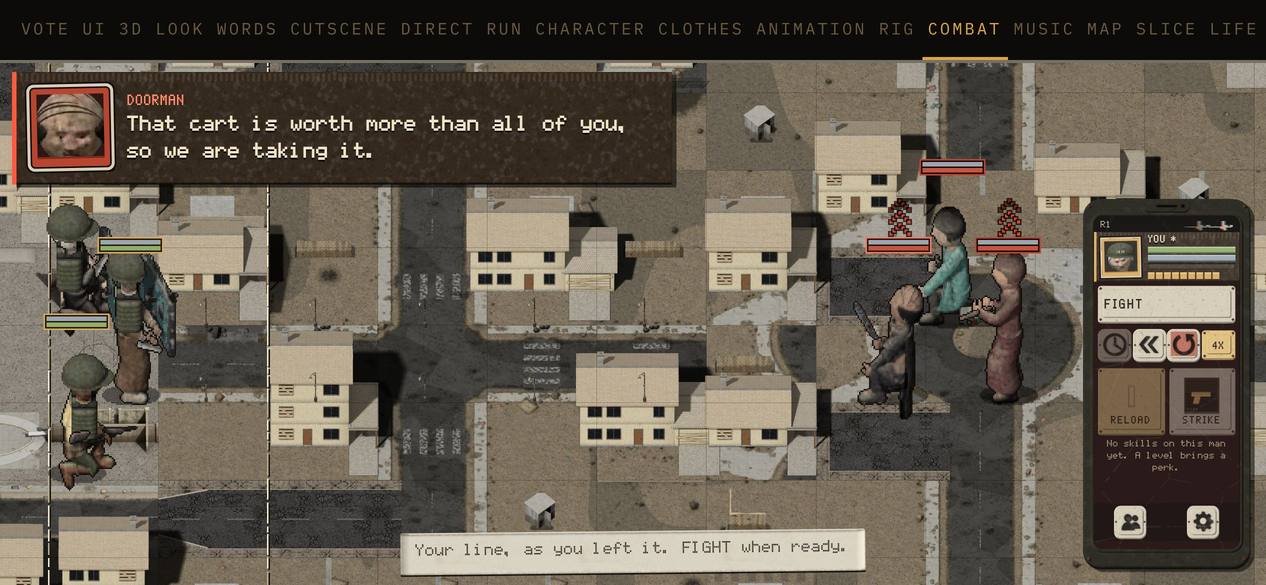 VOTE UI 3D LOOK WORDS CUTSCENE DIRECT RUN CHARACTER CLOTHES ANIMATION RIG COMBAT MUSIC MAP SLICE LIFE
DOORMAN
That cart is worth more than all of you,
so we are taking it.
R1
YOU *
FIGHT
4X
RELOAD
STRIKE
No skills on this man
yet. A level brings a
perk.
Your line, as you left it. FIGHT when ready.